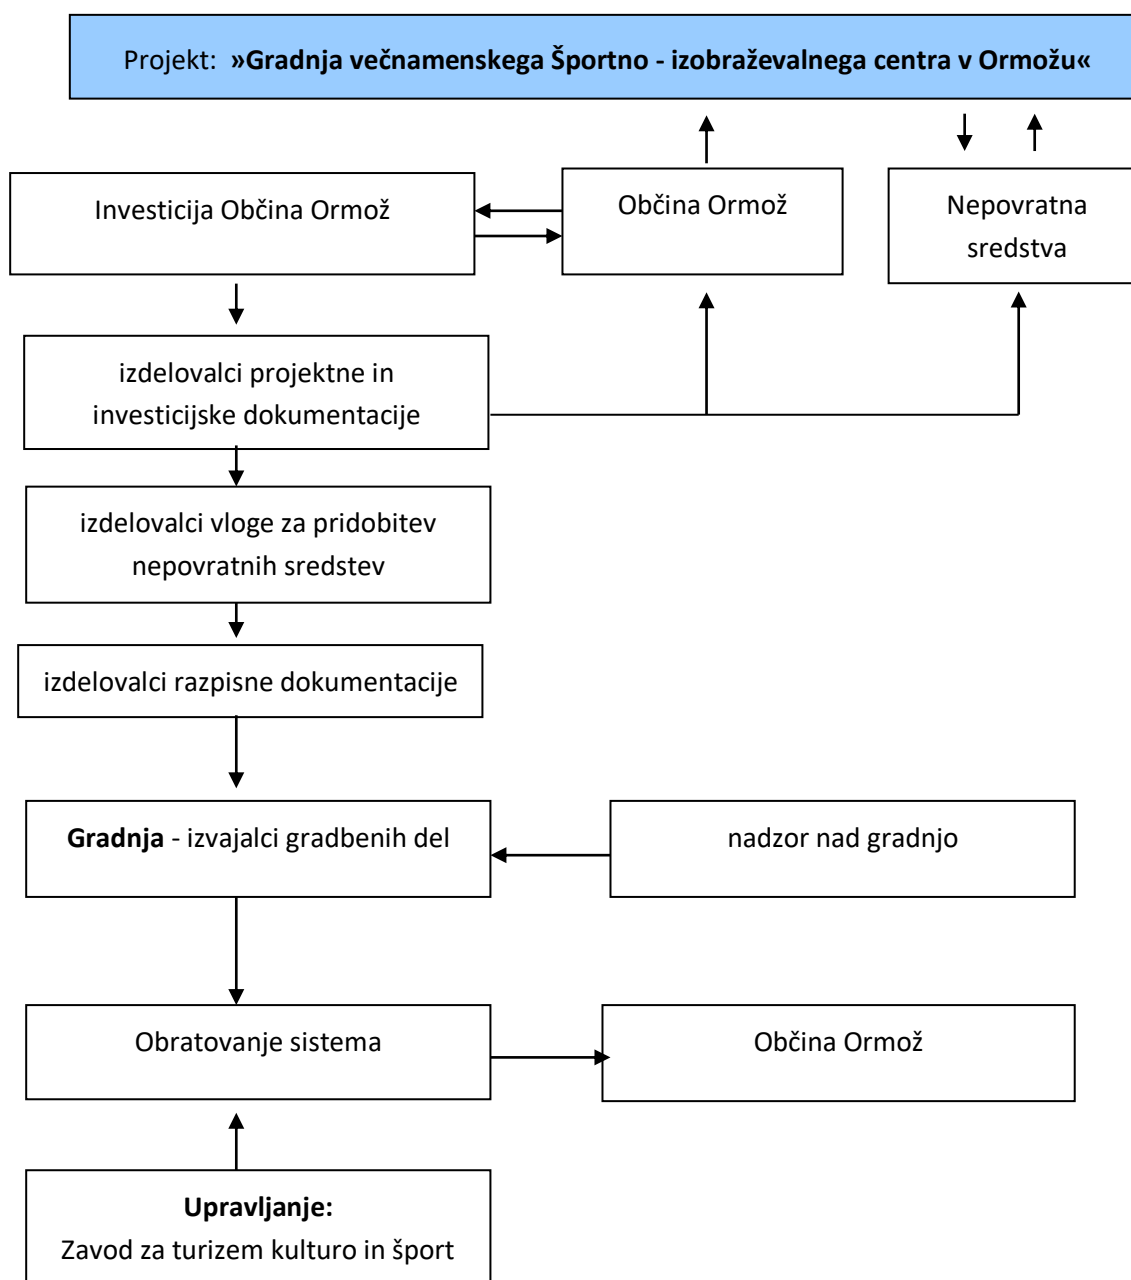 Projekt: »Gradnja večnamenskega Športno - izobraževalnega centra v Ormožu«
Investicija Občina Ormož
Občina Ormož
Nepovratna
sredstva
izdelovalci projektne in
investicijske dokumentacije
izdelovalci vloge za pridobitev
nepovratnih sredstev
izdelovalci razpisne dokumentacije
Gradnja - izvajalci gradbenih del
nadzor nad gradnjo
Obratovanje sistema
Občina Ormož
Upravljanje:
Zavod za turizem kulturo in šport